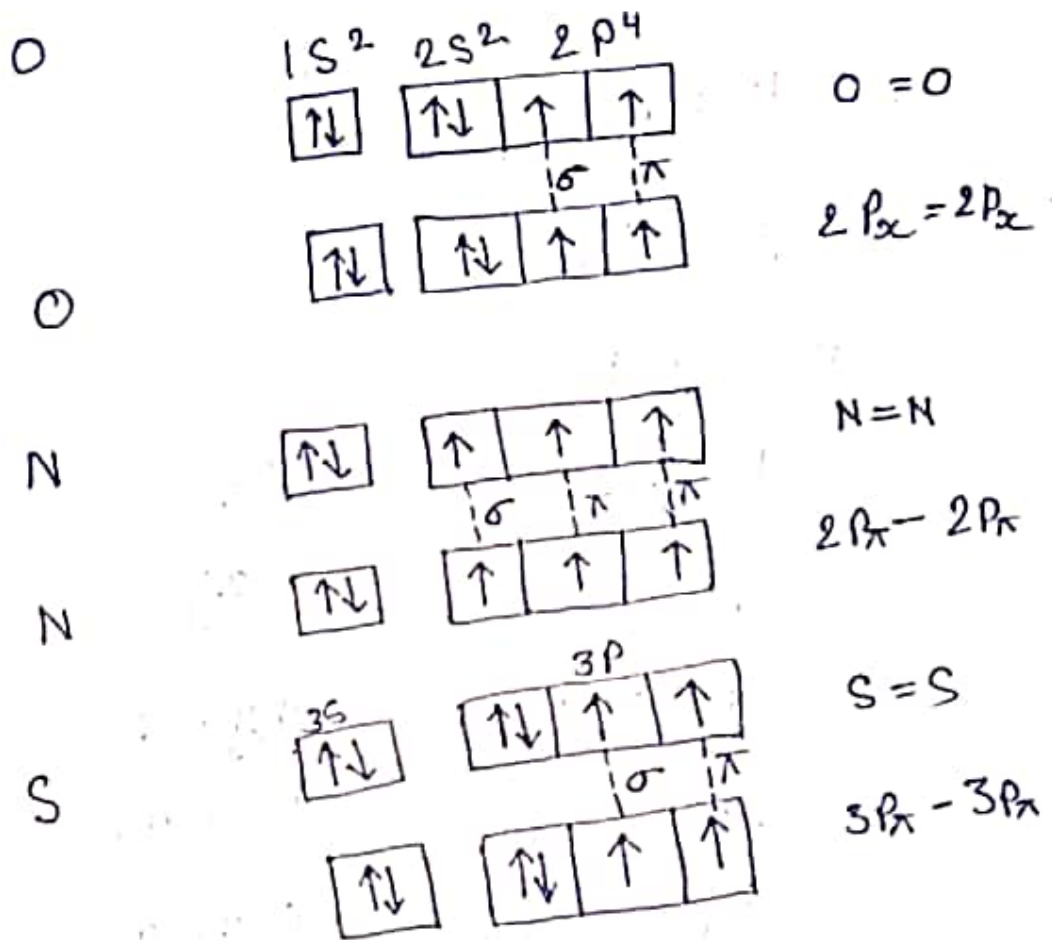 O 1S² 2S² 2P⁴
↑↓ ↑↓ ↑ ↑ O = O
σ π
↑↓ ↑↓ ↑ ↑ 2Px = 2Px
O
N ↑↓ ↑ ↑ ↑ N=N
σ π π
N ↑↓ ↑ ↑ ↑ 2Pπ – 2Pπ
3S 3P
S ↑↓ ↑↓ ↑ ↑ S = S
σ π
↑↓ ↑↓ ↑ ↑ 3Pπ - 3Pπ